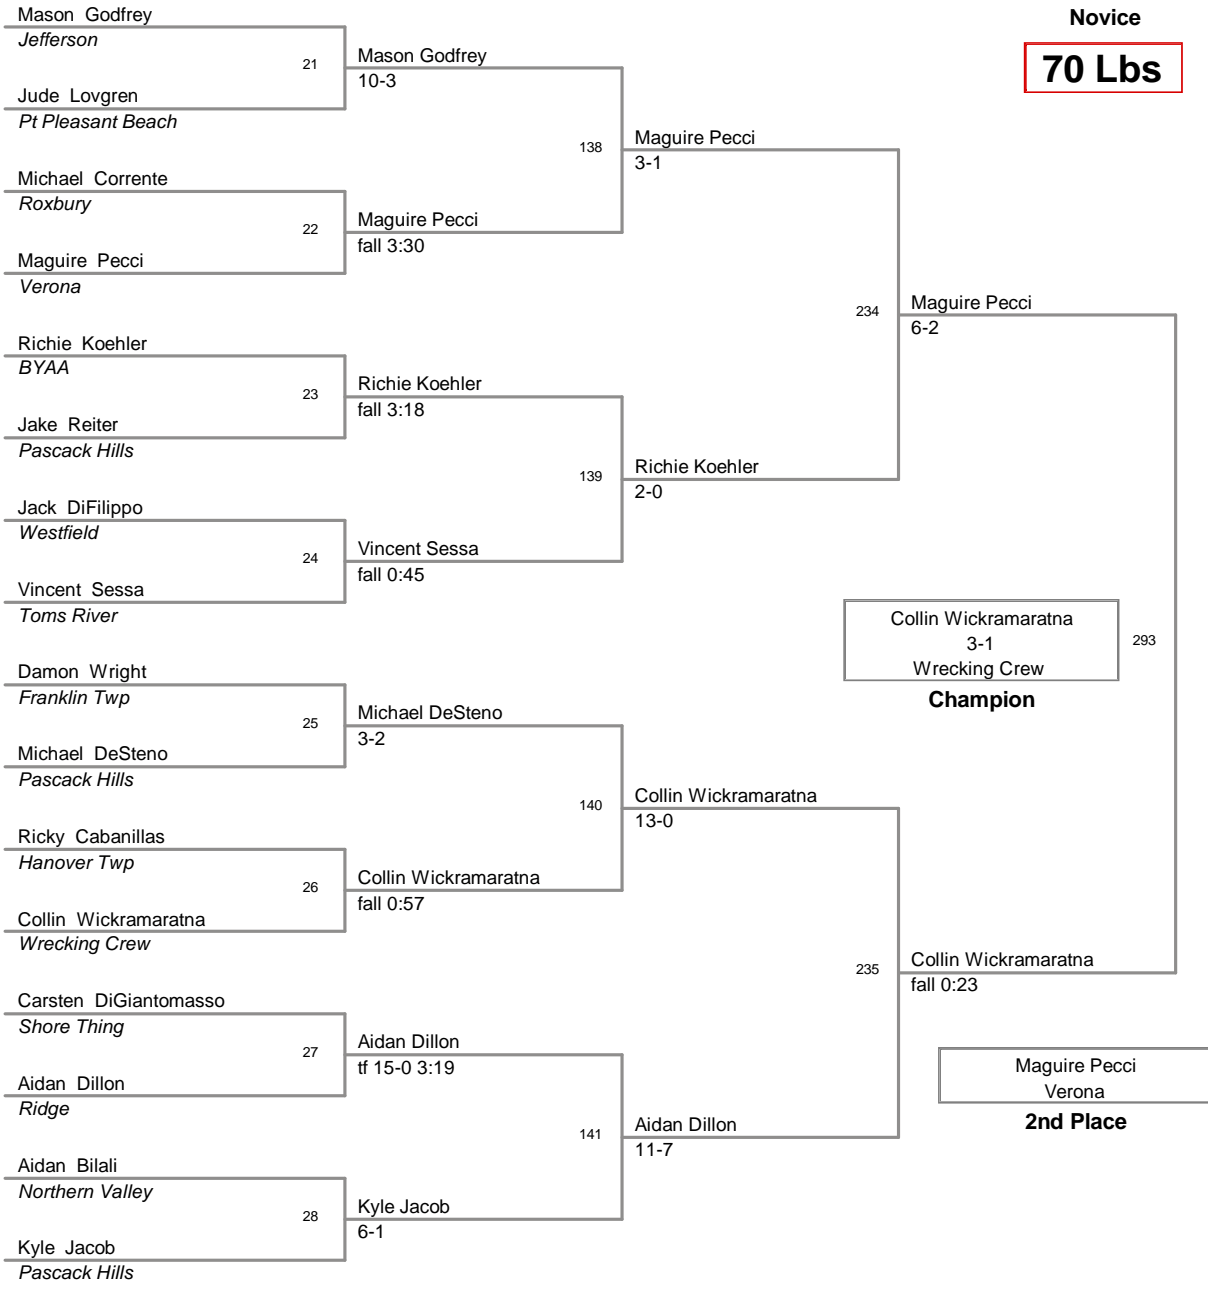 Novice
70 Lbs
Mason Godfrey
Jefferson
21
Jude Lovgren
Pt Pleasant Beach
Mason Godfrey
10-3
Michael Corrente
Roxbury
22
Maguire Pecci
Verona
Maguire Pecci
fall 3:30
138
Maguire Pecci
3-1
Richie Koehler
BYAA
23
Jake Reiter
Pascack Hills
Richie Koehler
fall 3:18
Jack DiFilippo
Westfield
24
Vincent Sessa
Toms River
Vincent Sessa
fall 0:45
139
Richie Koehler
2-0
234
Maguire Pecci
6-2
Damon Wright
Franklin Twp
25
Michael DeSteno
Pascack Hills
Michael DeSteno
3-2
Ricky Cabanillas
Hanover Twp
26
Collin Wickramaratna
Wrecking Crew
Collin Wickramaratna
fall 0:57
140
Collin Wickramaratna
13-0
Carsten DiGiantomasso
Shore Thing
27
Aidan Dillon
Ridge
Aidan Dillon
tf 15-0 3:19
Aidan Bilali
Northern Valley
28
Kyle Jacob
Pascack Hills
Kyle Jacob
6-1
141
Aidan Dillon
11-7
235
Collin Wickramaratna
fall 0:23
293
Collin Wickramaratna
3-1
Wrecking Crew
Champion
Maguire Pecci
Verona
2nd Place